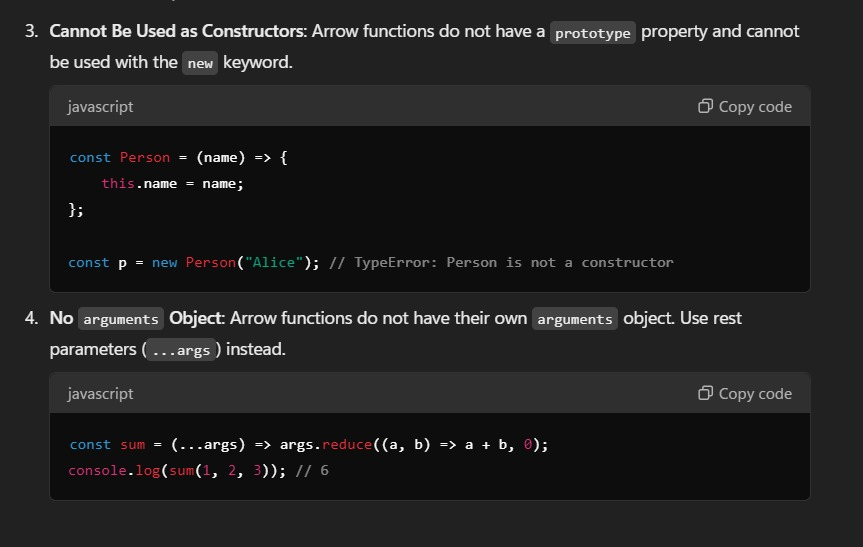 3. Cannot Be Used as Constructors: Arrow functions do not have a prototype property and cannot
be used with the new keyword.
javascript
Copy code
const Person = (name) => {
    this.name = name;
};
const p = new Person("Alice"); // TypeError: Person is not a constructor
4. No arguments Object: Arrow functions do not have their own arguments object. Use rest
parameters (...args) instead.
javascript
Copy code
const sum = (...args) => args.reduce((a, b) => a + b, 0);
console.log(sum(1, 2, 3)); // 6